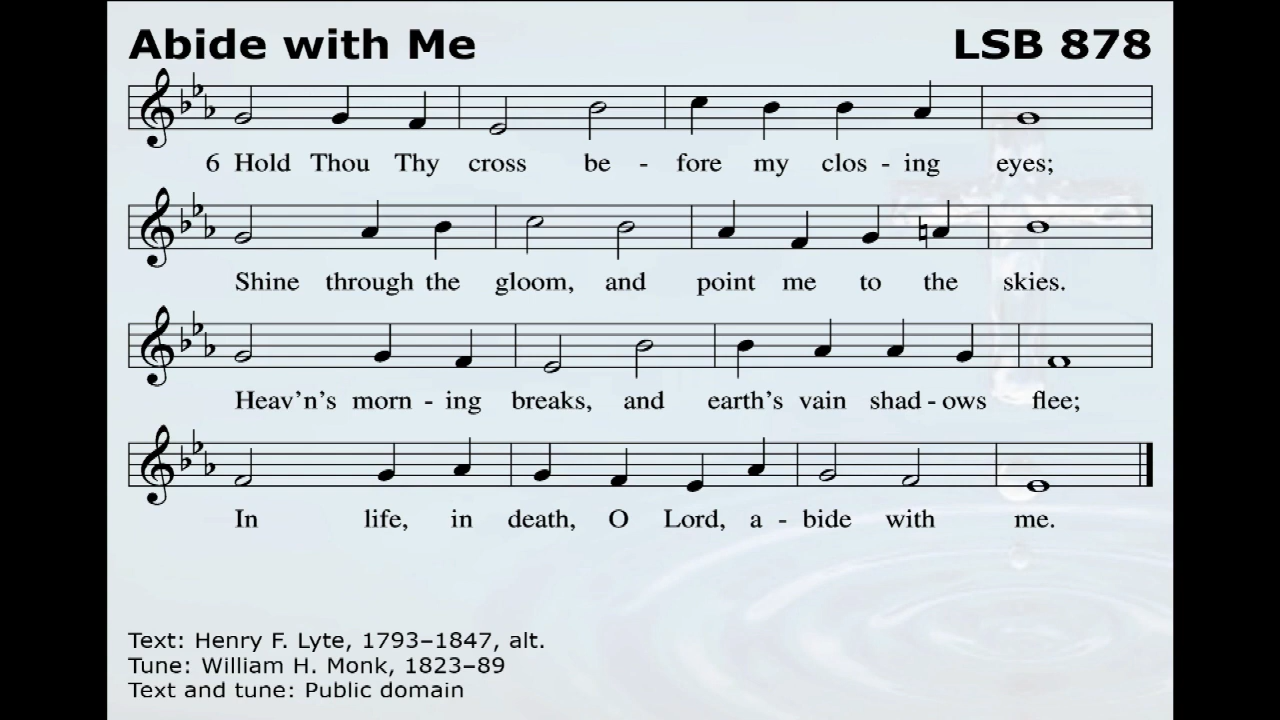 Abide with Me LSB 878
6 Hold Thou Thy cross be - fore my clos - ing eyes;
Shine through the gloom, and point me to the skies.
Heav'n's morn - ing breaks, and earth's vain shad - ows flee;
In life, in death, O Lord, a - bide with me.
Text: Henry F. Lyte, 1793–1847, alt.
Tune: William H. Monk, 1823–89
Text and tune: Public domain